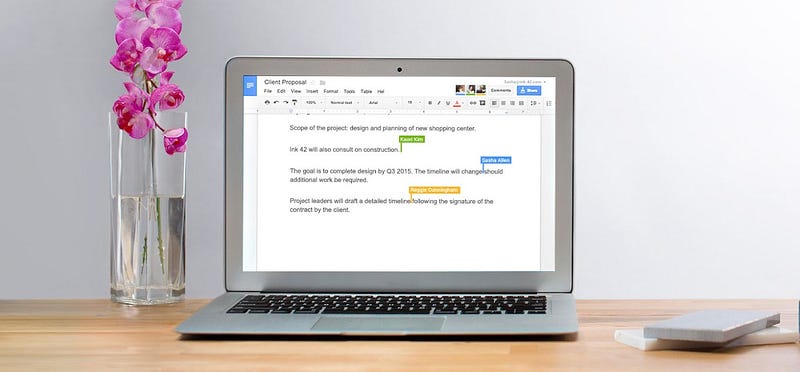 Client Proposal
Sasha@ink-42.com
File Edit View Insert Format Tools Table Hel
Comments
Share
100% Normal text Arial
B I U A
Scope of the project: design and planning of new shopping center.
Kaori Kim
Ink 42 will also consult on construction.
Sasha Allen
The goal is to complete design by Q3 2015. The timeline will change should
additional work be required.
Reggie Cunningham
Project leaders will draft a detailed timeline following the signature of the
contract by the client.